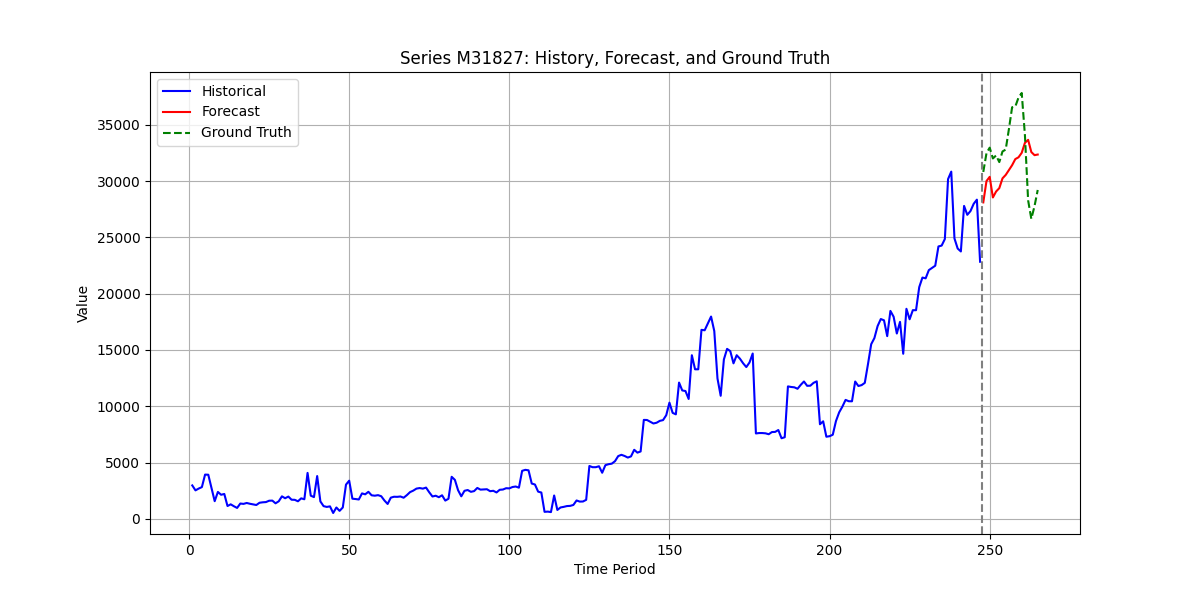 Series M31827: History, Forecast, and Ground Truth
Historical
Forecast
Ground Truth
35000
30000
25000
20000
15000
10000
5000
0
Value
0 50 100 150 200 250
Time Period